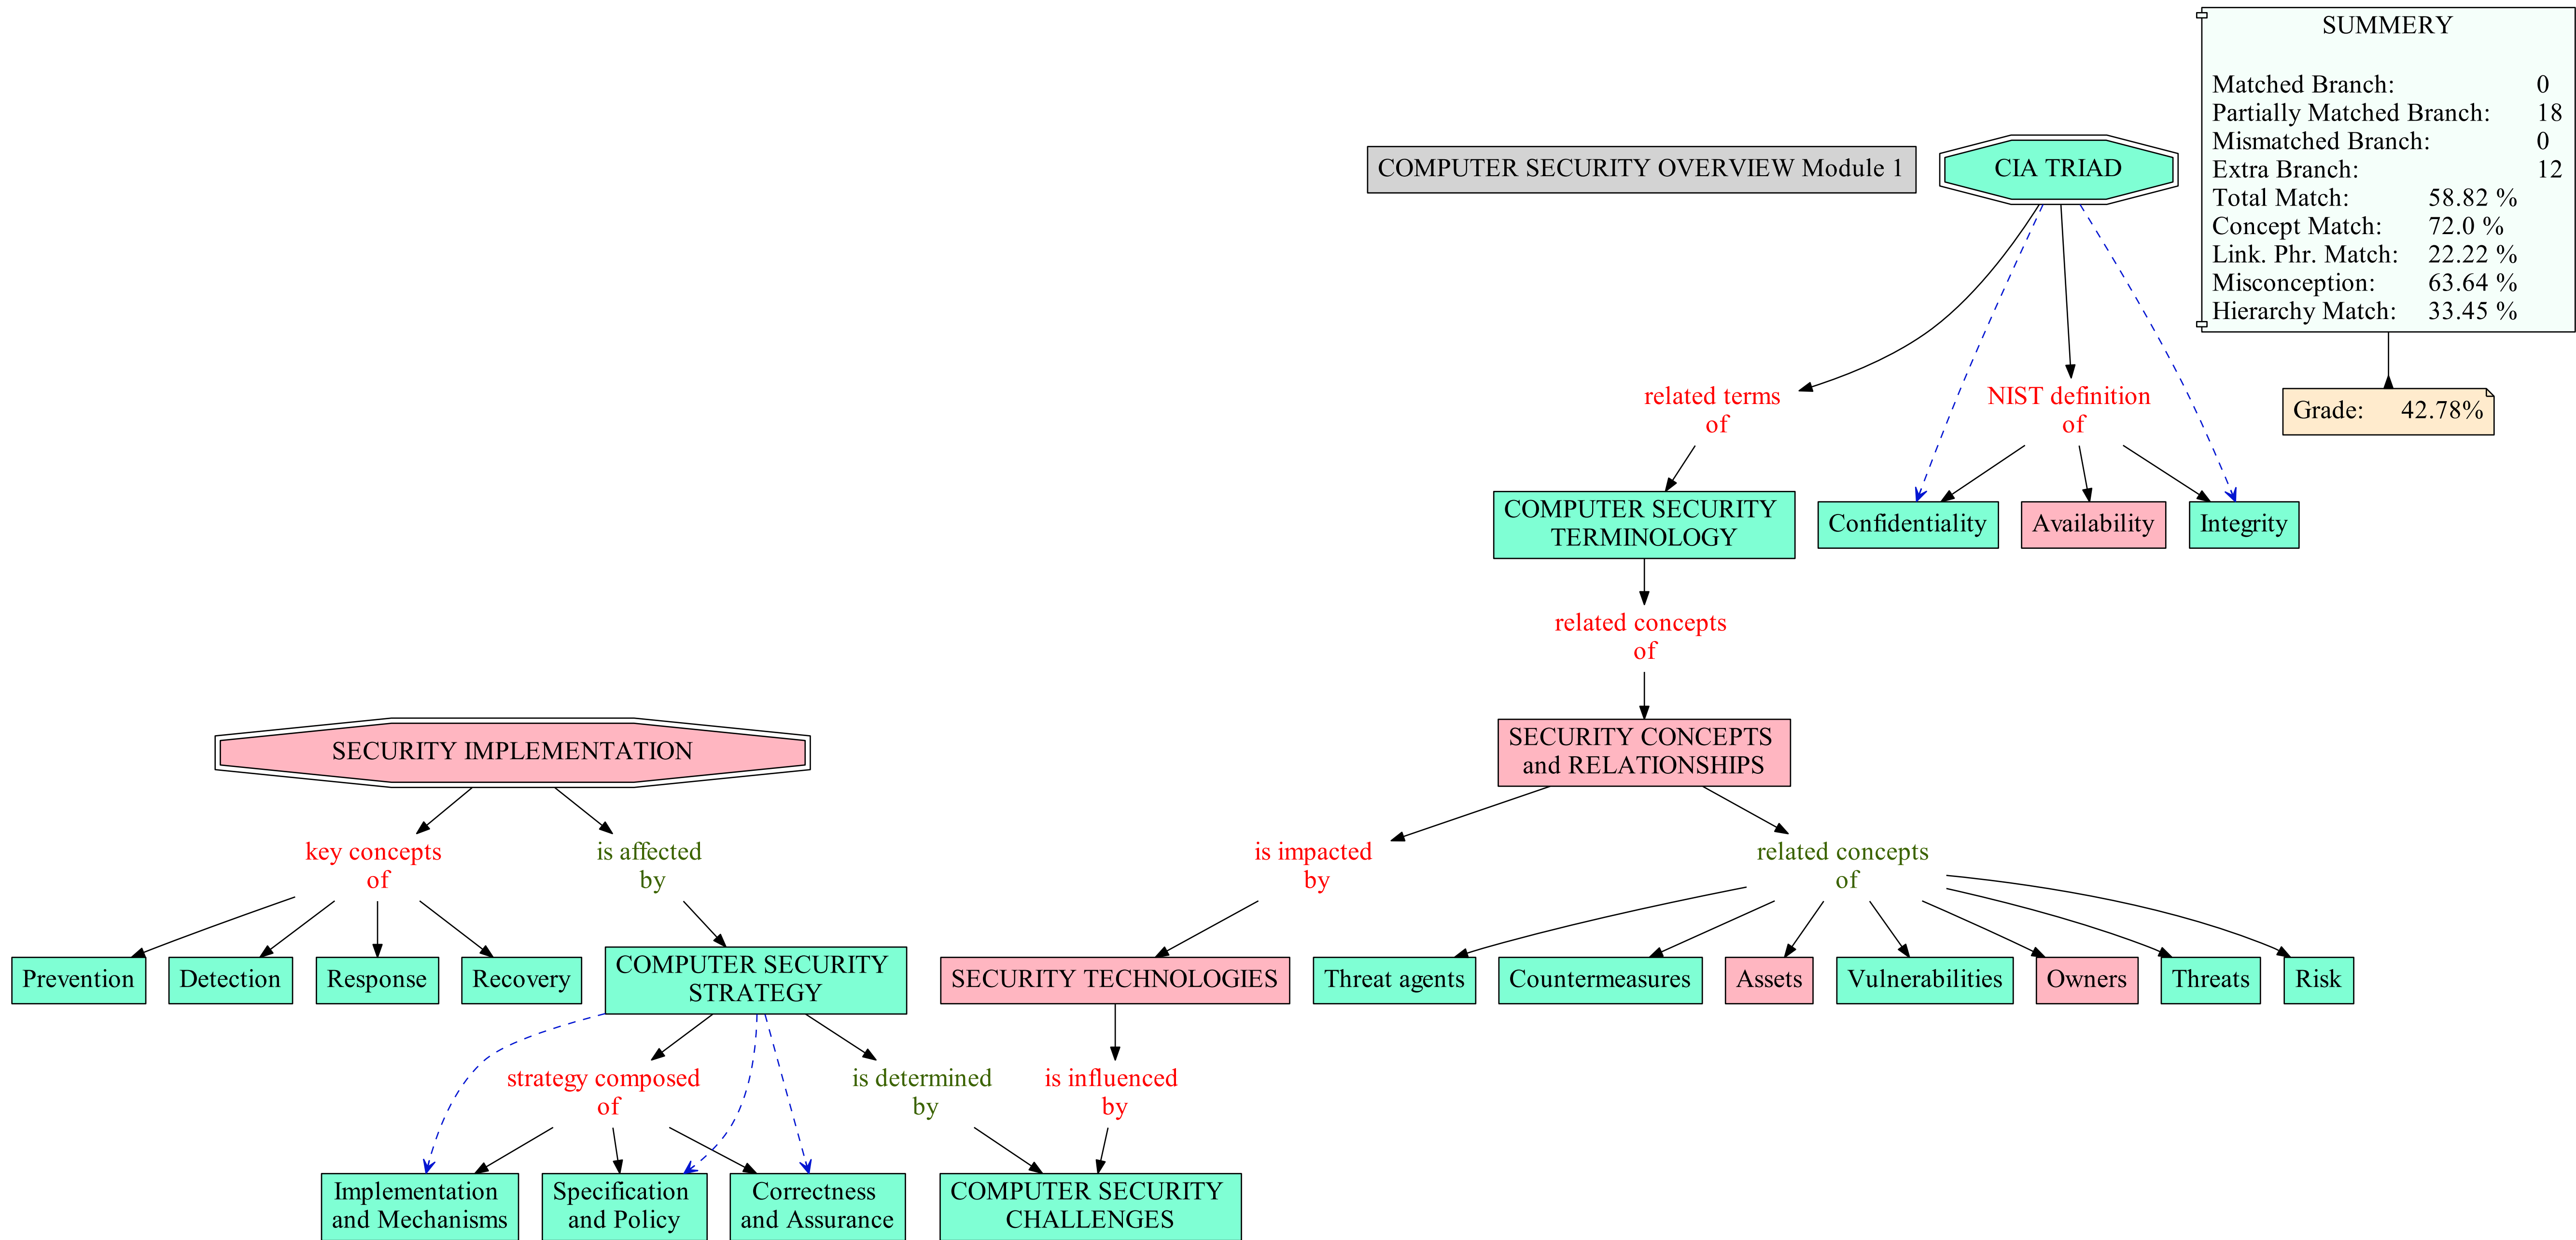 SUMMERY
Matched Branch: 0
Partially Matched Branch: 18
Mismatched Branch: 0
Extra Branch: 12
Total Match: 58.82 %
Concept Match: 72.0 %
Link. Phr. Match: 22.22 %
Misconception: 63.64 %
Hierarchy Match: 33.45 %
COMPUTER SECURITY OVERVIEW Module 1
CIA TRIAD
related terms
of
NIST definition
of
Grade: 42.78%
COMPUTER SECURITY
TERMINOLOGY
Confidentiality
Availability
Integrity
related concepts
of
SECURITY IMPLEMENTATION
SECURITY CONCEPTS
and RELATIONSHIPS
key concepts
of
is affected
by
is impacted
by
related concepts
of
Prevention
Detection
Response
Recovery
COMPUTER SECURITY
STRATEGY
SECURITY TECHNOLOGIES
Threat agents
Countermeasures
Assets
Vulnerabilities
Owners
Threats
Risk
strategy composed
of
is determined
by
is influenced
by
Implementation
and Mechanisms
Specification
and Policy
Correctness
and Assurance
COMPUTER SECURITY
CHALLENGES